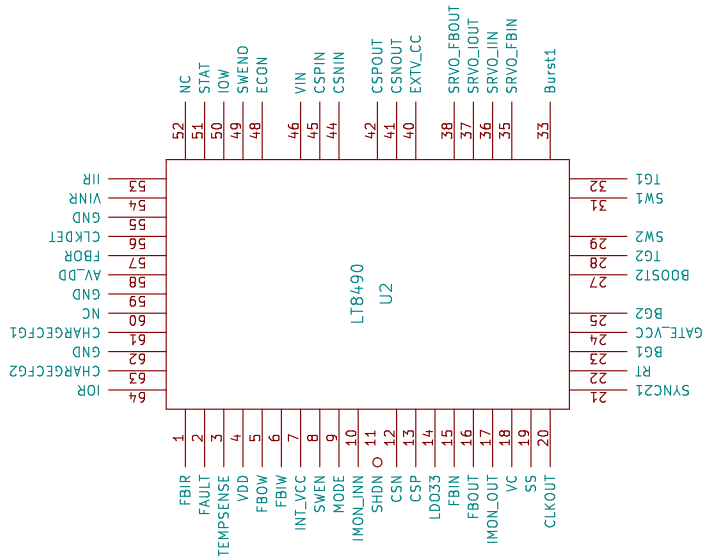 NC
STAT
IOW
SWENO
ECON
VIN
CSPIN
CSNIN
CSPOUT
CSNOUT
EXTV_CC
SRVO_FBOUT
SRVO_IOUT
SRVO_IIN
SRVO_FBIN
Burst1
52
51
50
49
48
46
45
44
42
41
40
38
37
36
35
33
IIR
53
VINR
54
GND
55
CLKDET
56
FBOR
57
AV_DD
58
GND
59
NC
60
CHARGECFG1
61
GND
62
CHARGECFG2
63
IOR
64
LT8490
U2
32
TG1
31
SW1
29
SW2
28
TG2
27
BOOST2
25
BG2
24
GATE_VCC
23
BG1
22
RT
21
SYNC21
1
2
3
4
5
6
7
8
9
10
11
12
13
14
15
16
17
18
19
20
FBIR
FAULT
TEMPSENSE
VDD
FBOW
FBIW
INT_VCC
SWEN
MODE
IMON_INN
SHDN
CSN
CSP
LDO33
FBIN
FBOUT
IMON_OUT
VC
SS
CLKOUT